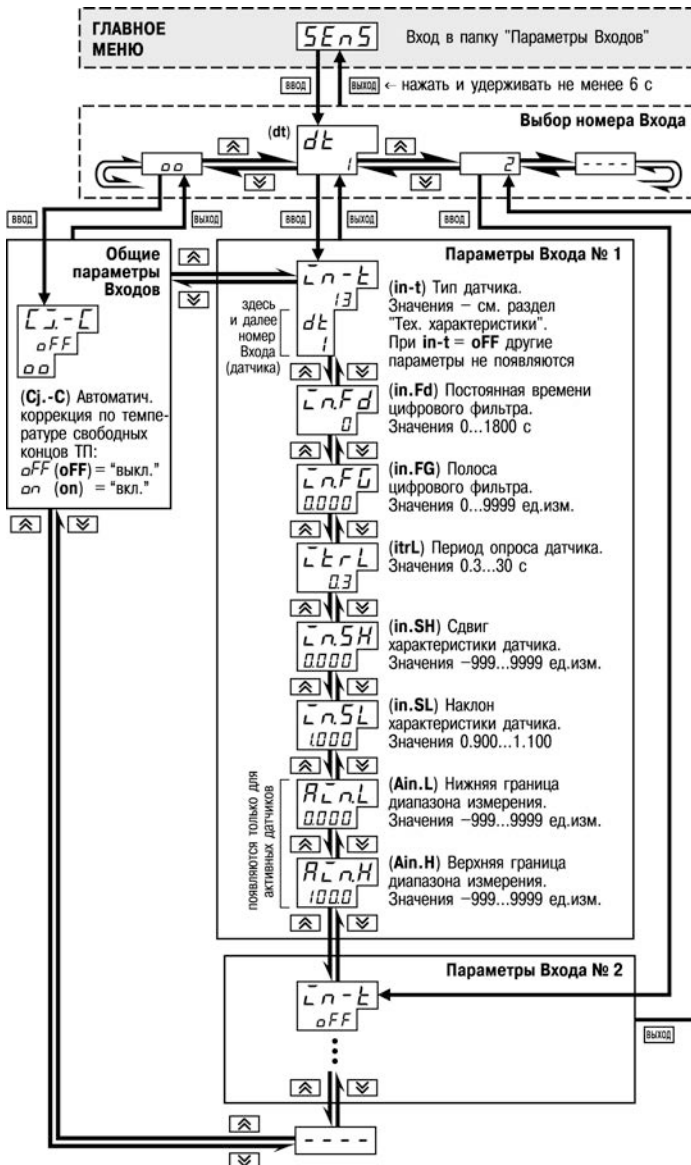 ГЛАВНОЕ
МЕНЮ
SEnS
Вход в папку "Параметры Входов"
ВВОД
ВЫХОД ← нажать и удерживать не менее 6 с
Выбор номера Входа
(dt)
dt
1
oo
2
----
ВВОД
ВЫХОД
ВВОД
ВЫХОД
ВВОД
Общие
параметры
Входов
Cj.-C
oFF
oo
(Cj.-C) Автоматич.
коррекция по темпе-
ратуре свободных
концов ТП:
oFF (oFF) = “выкл.”
on (on) = “вкл.”
Параметры Входа № 1
in-t
13
dt
1
здесь
и далее
номер
Входа
(датчика)
(in-t) Тип датчика.
Значения – см. раздел
"Тех. характеристики".
При in-t = oFF другие
параметры не появляются
in.Fd
0
(in.Fd) Постоянная времени
цифрового фильтра.
Значения 0...1800 с
in.FG
0.000
(in.FG) Полоса
цифрового фильтра.
Значения 0...9999 ед.изм.
itrL
0.3
(itrL) Период опроса датчика.
Значения 0.3...30 с
in.SH
0.000
(in.SH) Сдвиг
характеристики датчика.
Значения −999...9999 ед.изм.
in.SL
1.000
(in.SL) Наклон
характеристики датчика.
Значения 0.900...1.100
появляются только для
активных датчиков
Ain.L
0.000
(Ain.L) Нижняя граница
диапазона измерения.
Значения −999...9999 ед.изм.
Ain.H
100.0
(Ain.H) Верхняя граница
диапазона измерения.
Значения −999...9999 ед.изм.
Параметры Входа № 2
in-t
oFF
ВЫХОД
----